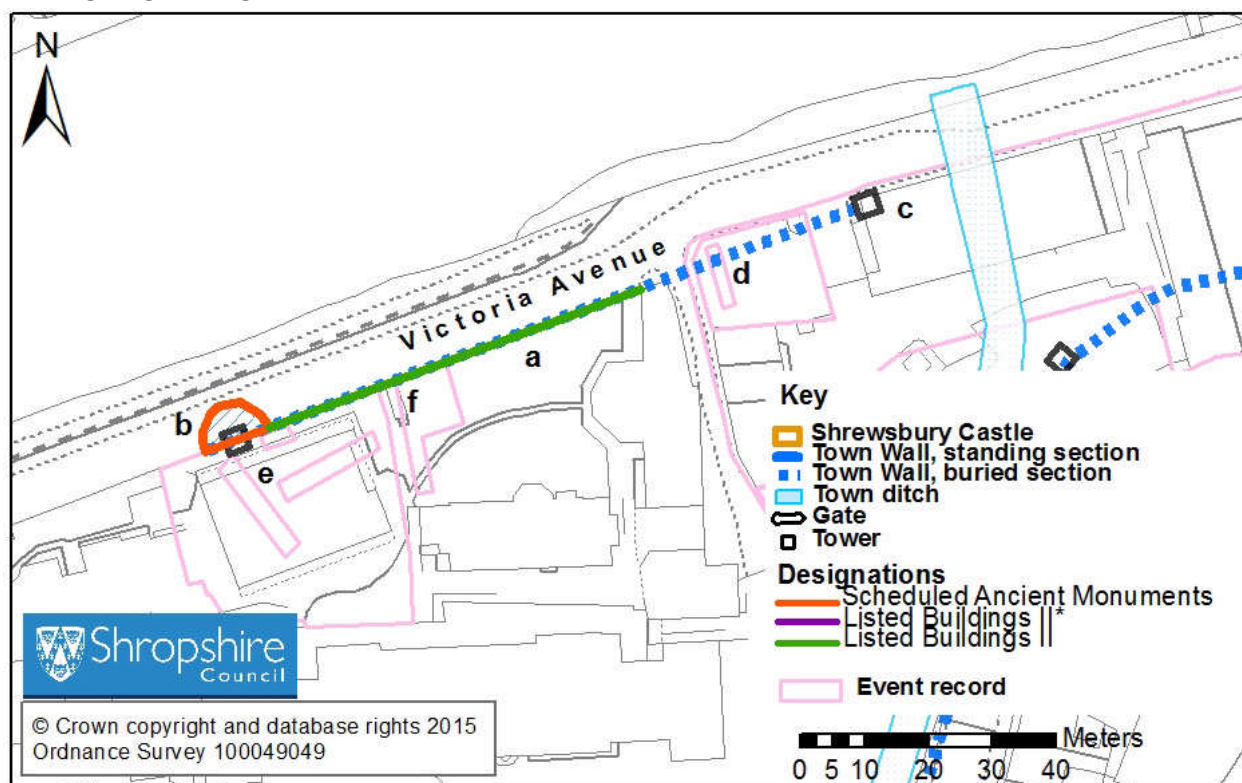 N
Victoria Avenue
c
d
a
b
f
e
Key
Shrewsbury Castle
Town Wall, standing section
Town Wall, buried section
Town ditch
Gate
Tower
Designations
Scheduled Ancient Monuments
Listed Buildings II*
Listed Buildings II
Event record
Meters
0 5 10 20 30 40
Shropshire
Council
© Crown copyright and database rights 2015
Ordnance Survey 100049049